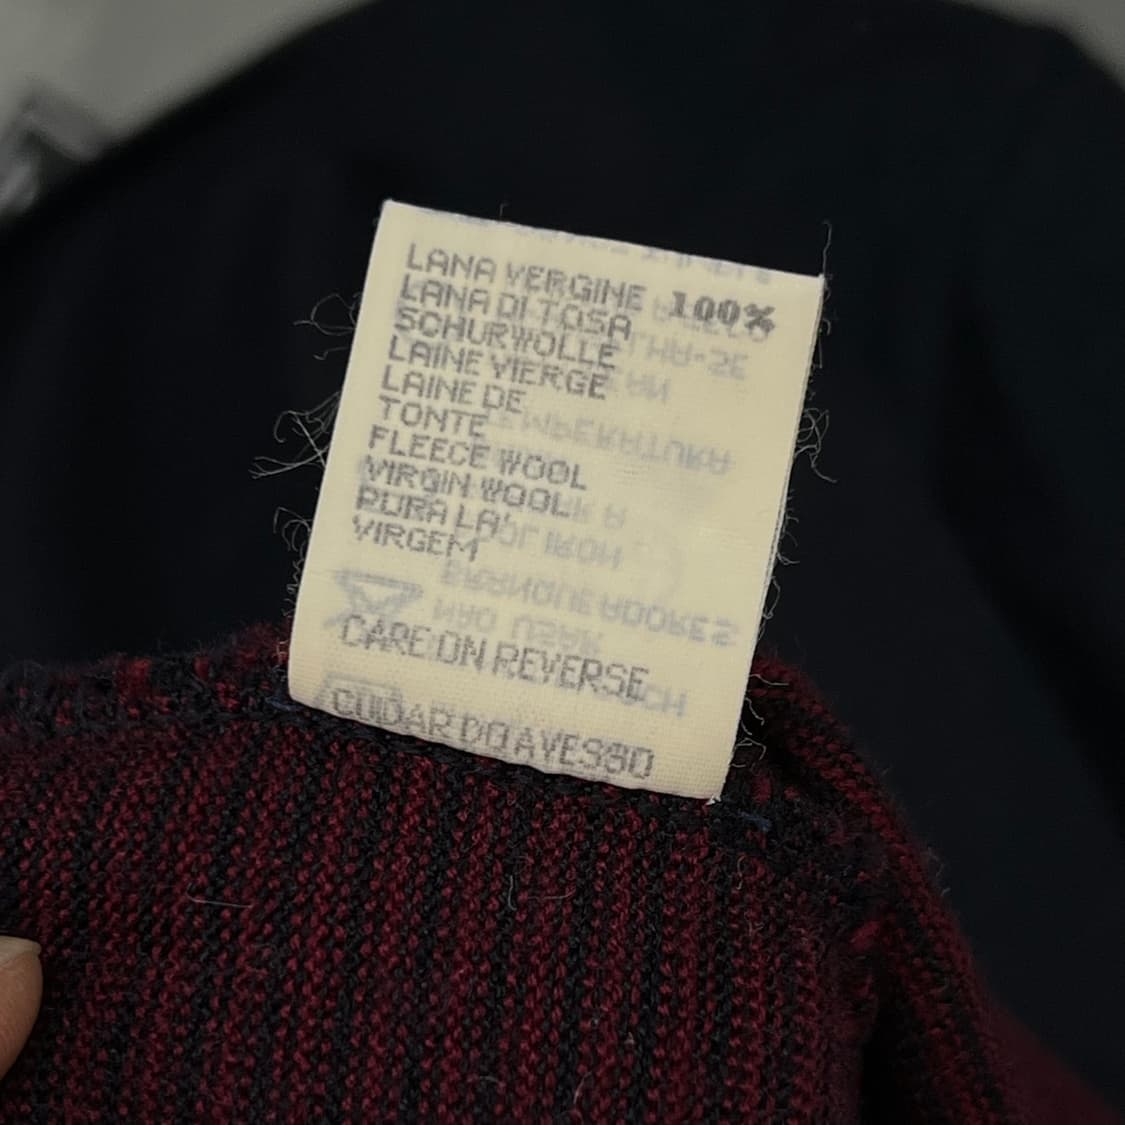 LANA VERGINE 100%
LANA DI TOSA
SCHURWOLLE
LAINE VIERGE
LAINE DE
TONTE
FLEECE WOOL
VIRGIN WOOL
PURA LA'
VIRGEM
CARE ON REVERSE
CUIDAR DO AVESSO